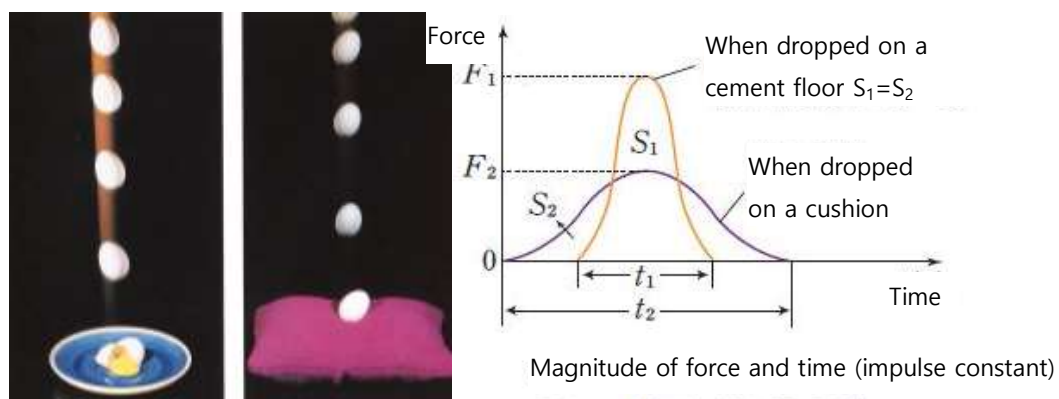 Force
F₁
F₂
0
S₁
S₂
t₁
t₂
Time
When dropped on a
cement floor S₁=S₂
When dropped
on a cushion
Magnitude of force and time (impulse constant)